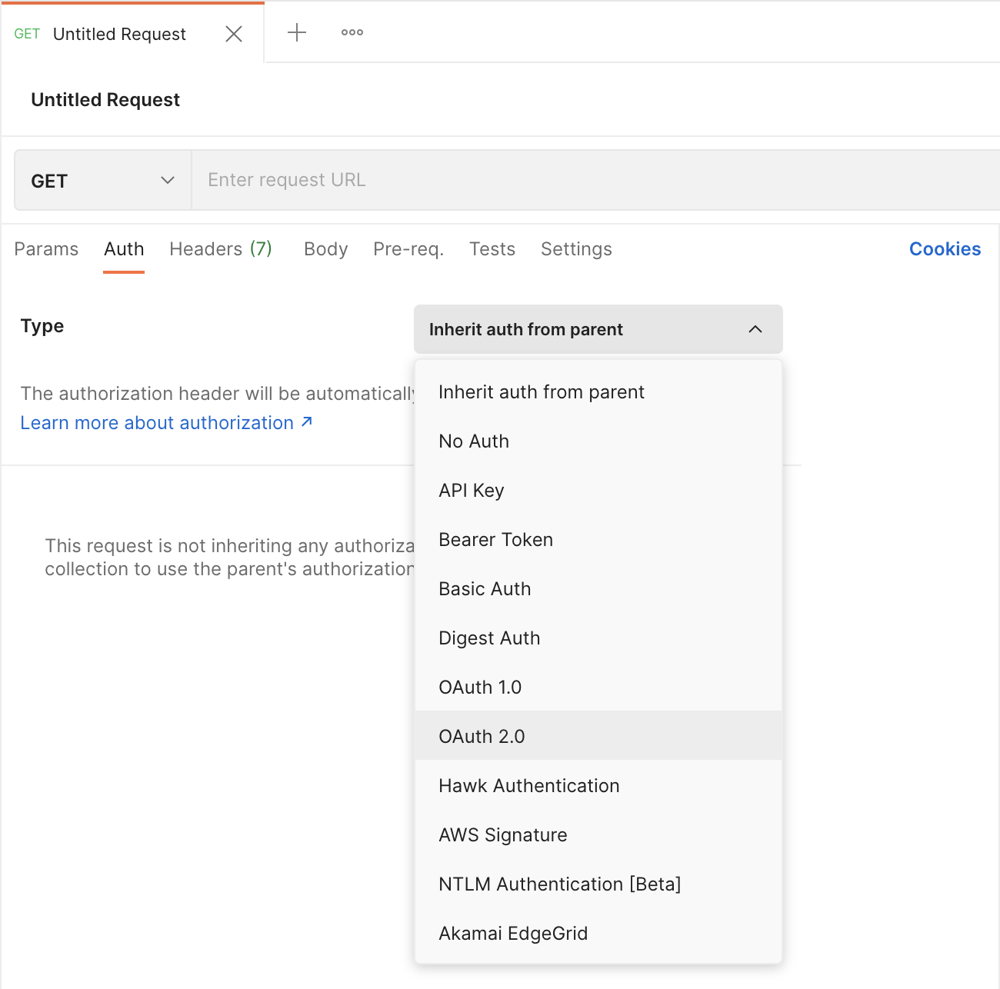 GET Untitled Request
Untitled Request
GET Enter request URL
Params Auth Headers (7) Body Pre-req. Tests Settings Cookies
Type Inherit auth from parent
The authorization header will be automatically
Learn more about authorization ↗
This request is not inheriting any
collection to use the parent's authorization
Inherit auth from parent
No Auth
API Key
Bearer Token
Basic Auth
Digest Auth
OAuth 1.0
OAuth 2.0
Hawk Authentication
AWS Signature
NTLM Authentication [Beta]
Akamai EdgeGrid